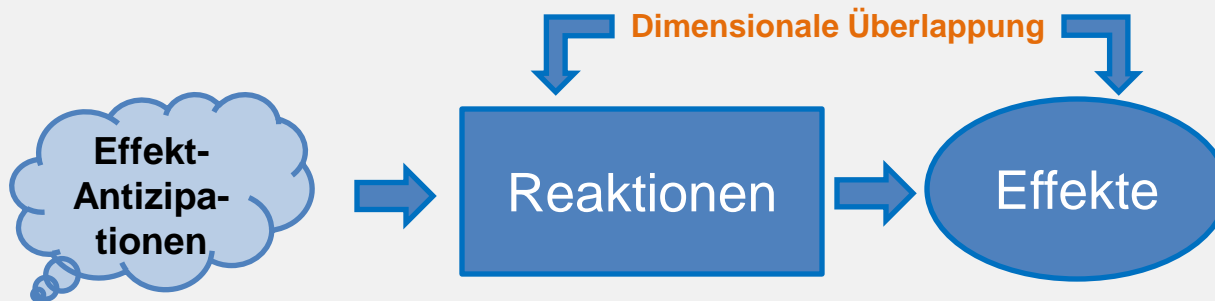 Dimensionale Überlappung
Effekt-
Antizipa-
tionen
Reaktionen
Effekte